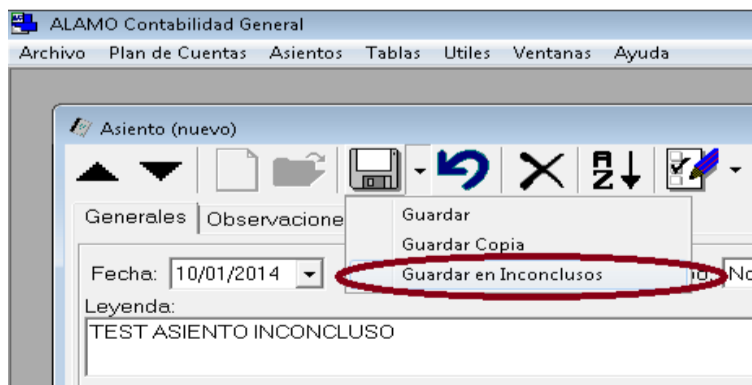 ALAMO Contabilidad General
Archivo Plan de Cuentas Asientos Tablas Utiles Ventanas Ayuda
Asiento (nuevo)
A
Z
Generales Observacione
Guardar
Guardar Copia
Guardar en Inconclusos
Fecha: 10/01/2014
Leyenda:
TEST ASIENTO INCONCLUSO